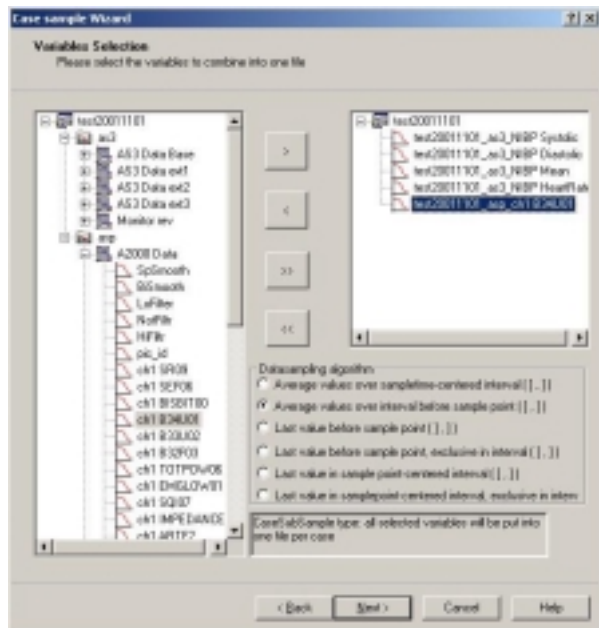 Case sample Wizard
Variables Selection
Please select the variables to combine into one file
test20011101
as3
AS3 Data Base
AS3 Data ext1
AS3 Data ext2
AS3 Data ext3
Monitor rev
asp
A2000 Data
SpSmooth
BiSmooth
LoFilter
NotFiltr
HiFiltr
pic_id
ch1 SR09
ch1 SEF06
ch1 BISBIT00
ch1 B34U01
ch1 B33U02
ch1 B32F03
ch1 TOTPOW06
ch1 SQI07
ch1 IMPEDANCE
ch1 ARTF2
>
<
>>
<<
test20011101
test20011101_as3_NIBP Systolic
test20011101_as3_NIBP Diastolic
test20011101_as3_NIBP Mean
test20011101_as3_NIBP HeartRate
test20011101_asp_ch1 B34U01
Datasampling algorithm
Average values over sampletime-centered interval ( [ , ] )
Average values over interval before sample point ( [ , ] )
Last value before sample point ( [ , ] )
Last value before sample point, exclusive in interval ( [ , ] )
Last value in sample point-centered interval ( [ , ] )
Last value in samplepoint-centered interval, exclusive in interv
CaseSubSample type: all selected variables will be put into
one file per case
< Back
Next >
Cancel
Help